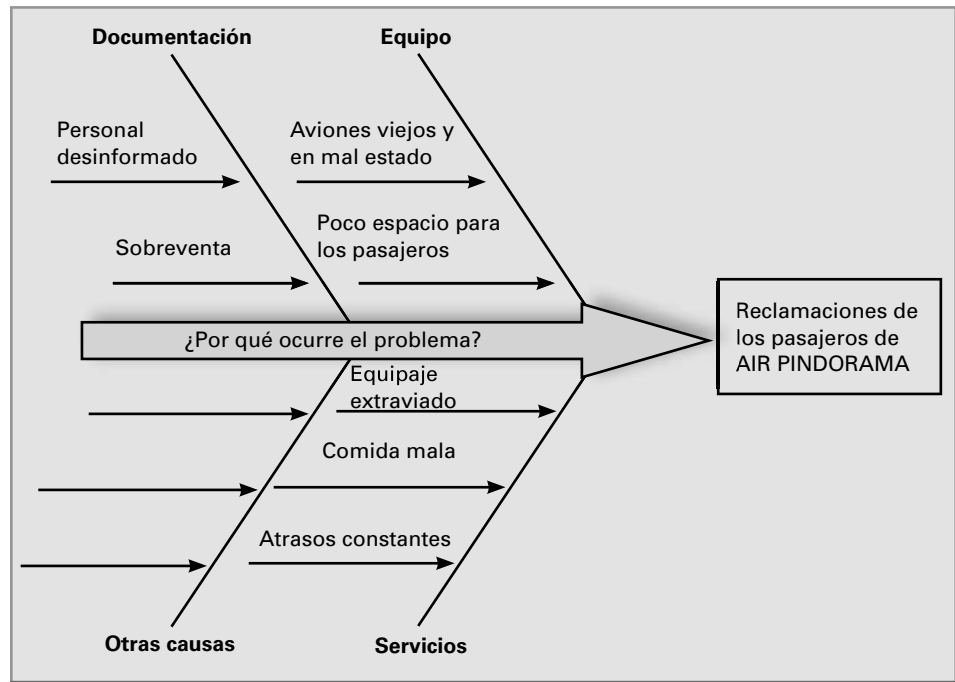 Documentación
Equipo
Personal
desinformado
Aviones viejos y
en mal estado
Sobreventa
Poco espacio para
los pasajeros
¿Por qué ocurre el problema?
Reclamaciones de
los pasajeros de
AIR PINDORAMA
Equipaje
extraviado
Comida mala
Atrasos constantes
Otras causas
Servicios